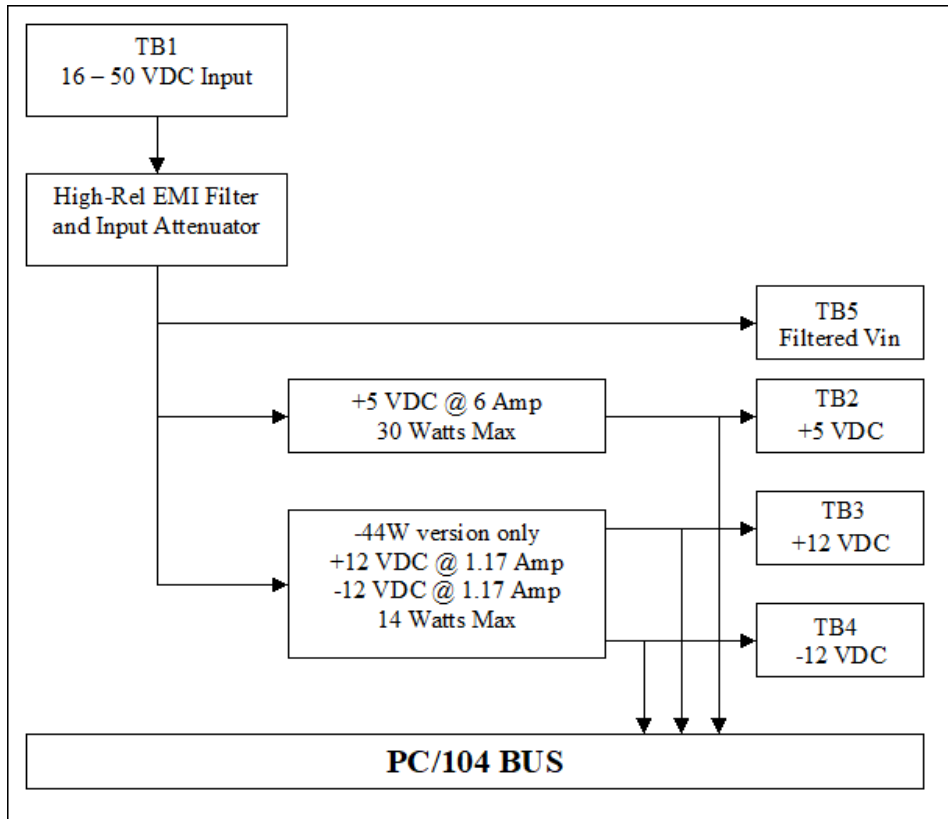 TB1
16 – 50 VDC Input
High-Rel EMI Filter
and Input Attenuator
TB5
Filtered Vin
+5 VDC @ 6 Amp
30 Watts Max
TB2
+5 VDC
-44W version only
+12 VDC @ 1.17 Amp
-12 VDC @ 1.17 Amp
14 Watts Max
TB3
+12 VDC
TB4
-12 VDC
PC/104 BUS